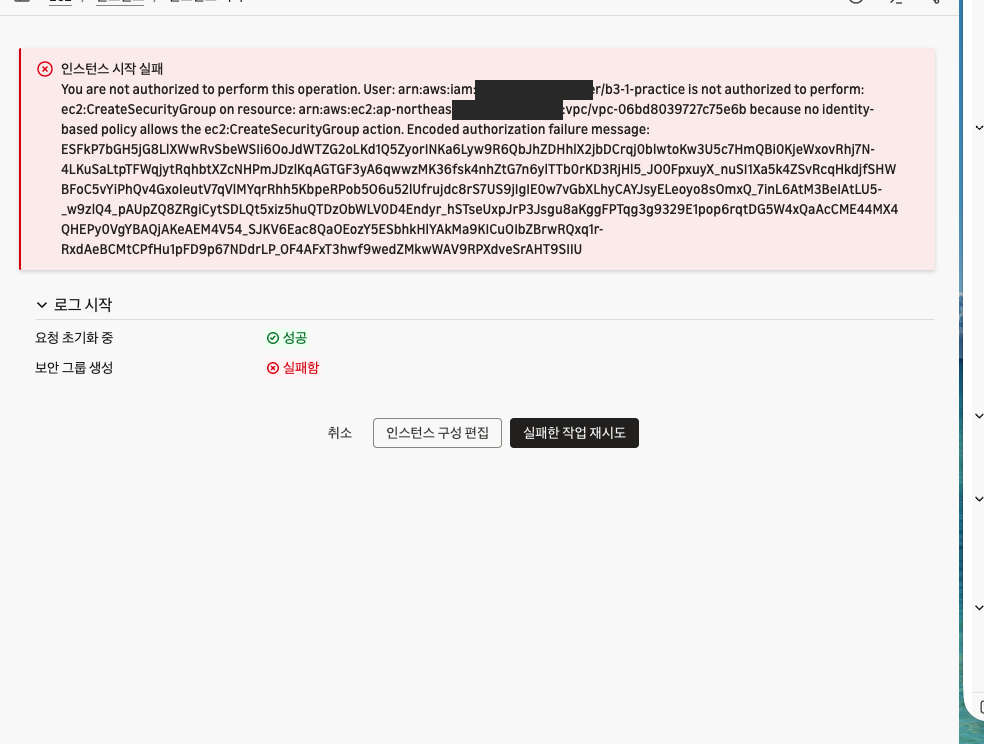 인스턴스 시작 실패
You are not authorized to perform this operation. User: arn:aws:iam: er/b3-1-practice is not authorized to perform:
ec2:CreateSecurityGroup on resource: arn:aws:ec2:ap-northeas :vpc/vpc-06bd8039727c75e6b because no identity-
based policy allows the ec2:CreateSecurityGroup action. Encoded authorization failure message:
ESFkP7bGH5jG8LIXWwRvSbeWSIi6OoJdWTZG2oLKd1Q5ZyorINKa6Lyw9R6QbJhZDHhlX2jbDCrqj0blwtoKw3U5c7HmQBi0KjeWxovRhj7N-
4LKuSaLtpTFWqjytRqhbtXZcNHPmJDzlKqAGTGF3yA6qwwzMK36fsk4nhZtG7n6ylTTb0rKD3RjHl5_JO0FpxuyX_nuSI1Xa5k4ZSvRcqHkdjfSHW
BFoC5vYiPhQv4GxoIeutV7qVlMYqrRhh5KbpeRPob5O6u52lUfrujdc8rS7US9jIglEOw7vGbXLhyCAYJsyELeoyo8sOmxQ_7inL6AtM3BelAtLU5-
_w9zlQ4_pAUpZQ8ZRgiCytSDLQt5xiz5huQTDzObWLV0D4Endyr_hSTseUxpJrP3Jsgu8aKggFPTqg3g9329E1pop6rqtDG5W4xQaAcCME44MX4
QHEPy0VgYBAQjAKeAEM4V54_SJKV6Eac8QaOEozY5ESbhkHIYAkMa9KICuOlbZBrwRQxq1r-
RxdAeBCMtCPfHu1pFD9p67NDdrLP_OF4AFxT3hwf9wedZMkwWAV9RPXdveSrAHT9SIIU
로그 시작
요청 초기화 중 성공
보안 그룹 생성 실패함
취소 인스턴스 구성 편집 실패한 작업 재시도